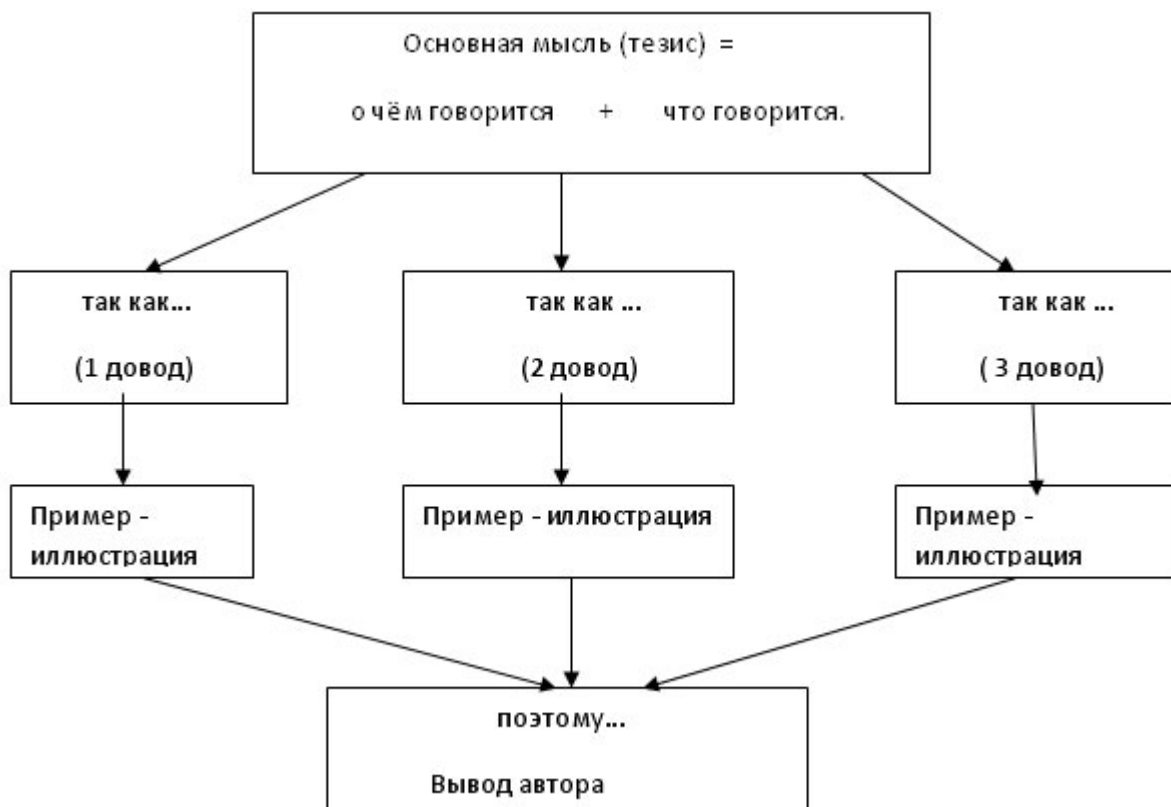 Основная мысль (тезис) =
о чём говорится + что говорится.
так как...
(1 довод)
так как ...
(2 довод)
так как ...
( 3 довод)
Пример -
иллюстрация
Пример - иллюстрация
Пример -
иллюстрация
поэтому...
Вывод автора